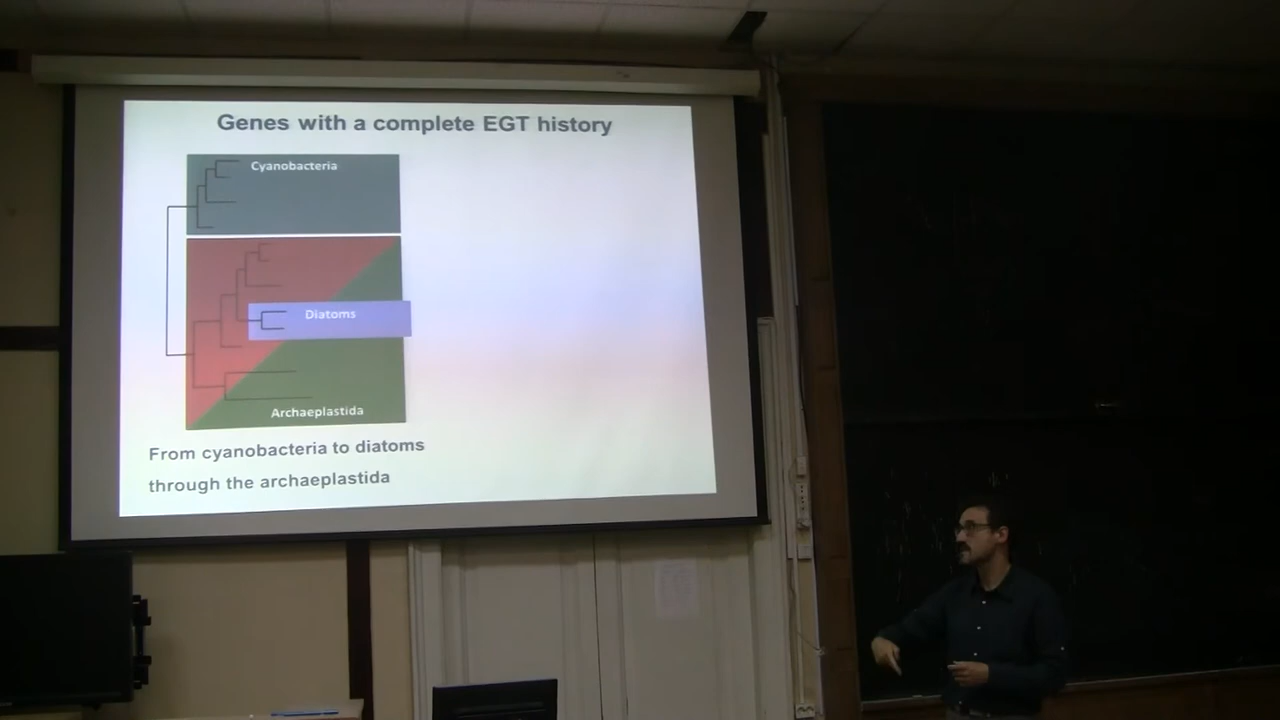 Genes with a complete EGT history
Cyanobacteria
Diatoms
Archaeplastida
From cyanobacteria to diatoms
through the archaeplastida